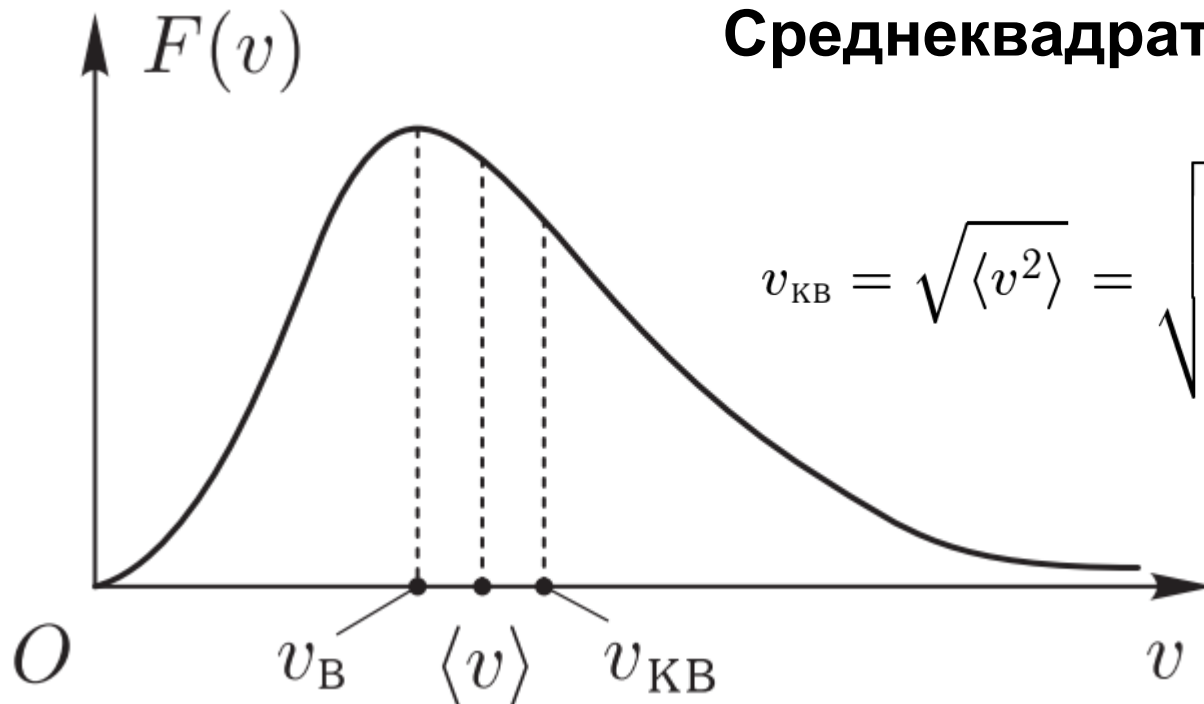 Среднеквадрат
F(v)
v_кв = √⟨v²⟩ = √
O
v_в ⟨v⟩ v_кв v